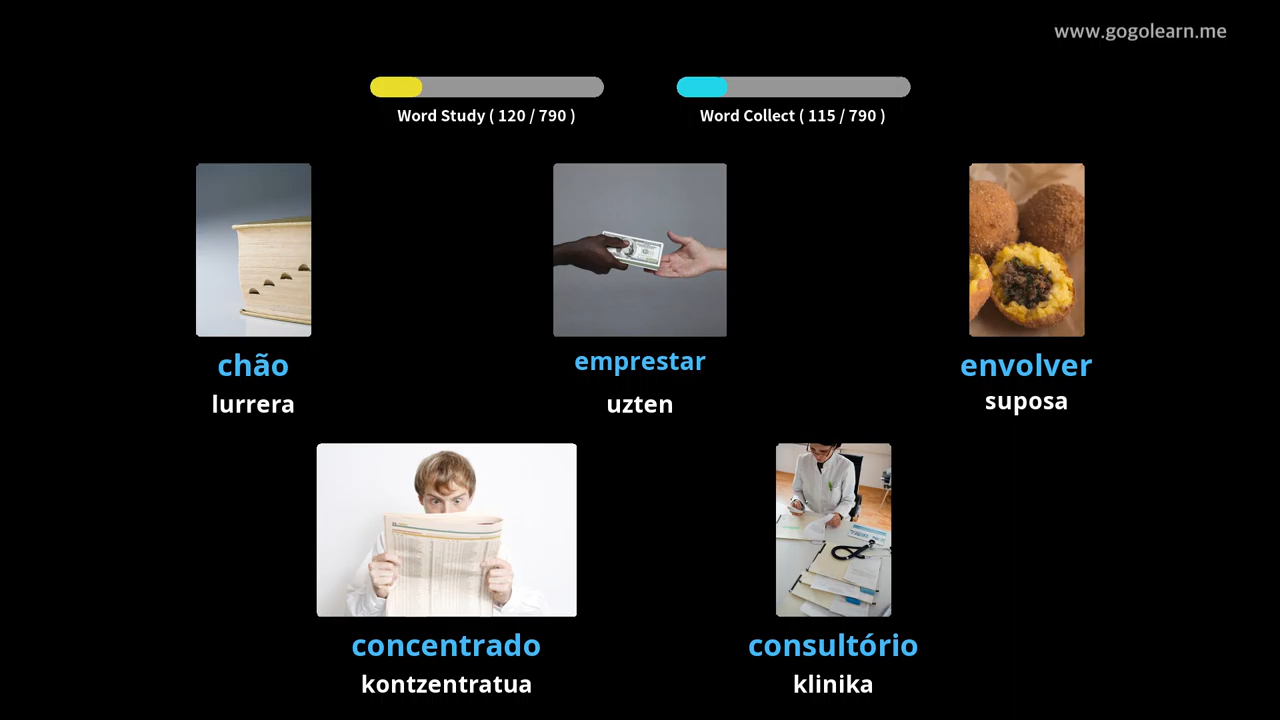 www.gogolearn.me
Word Study ( 120 / 790 )
Word Collect ( 115 / 790 )
chão
lurrera
emprestar
uzten
envolver
suposa
concentrado
kontzentratua
consultório
klinika